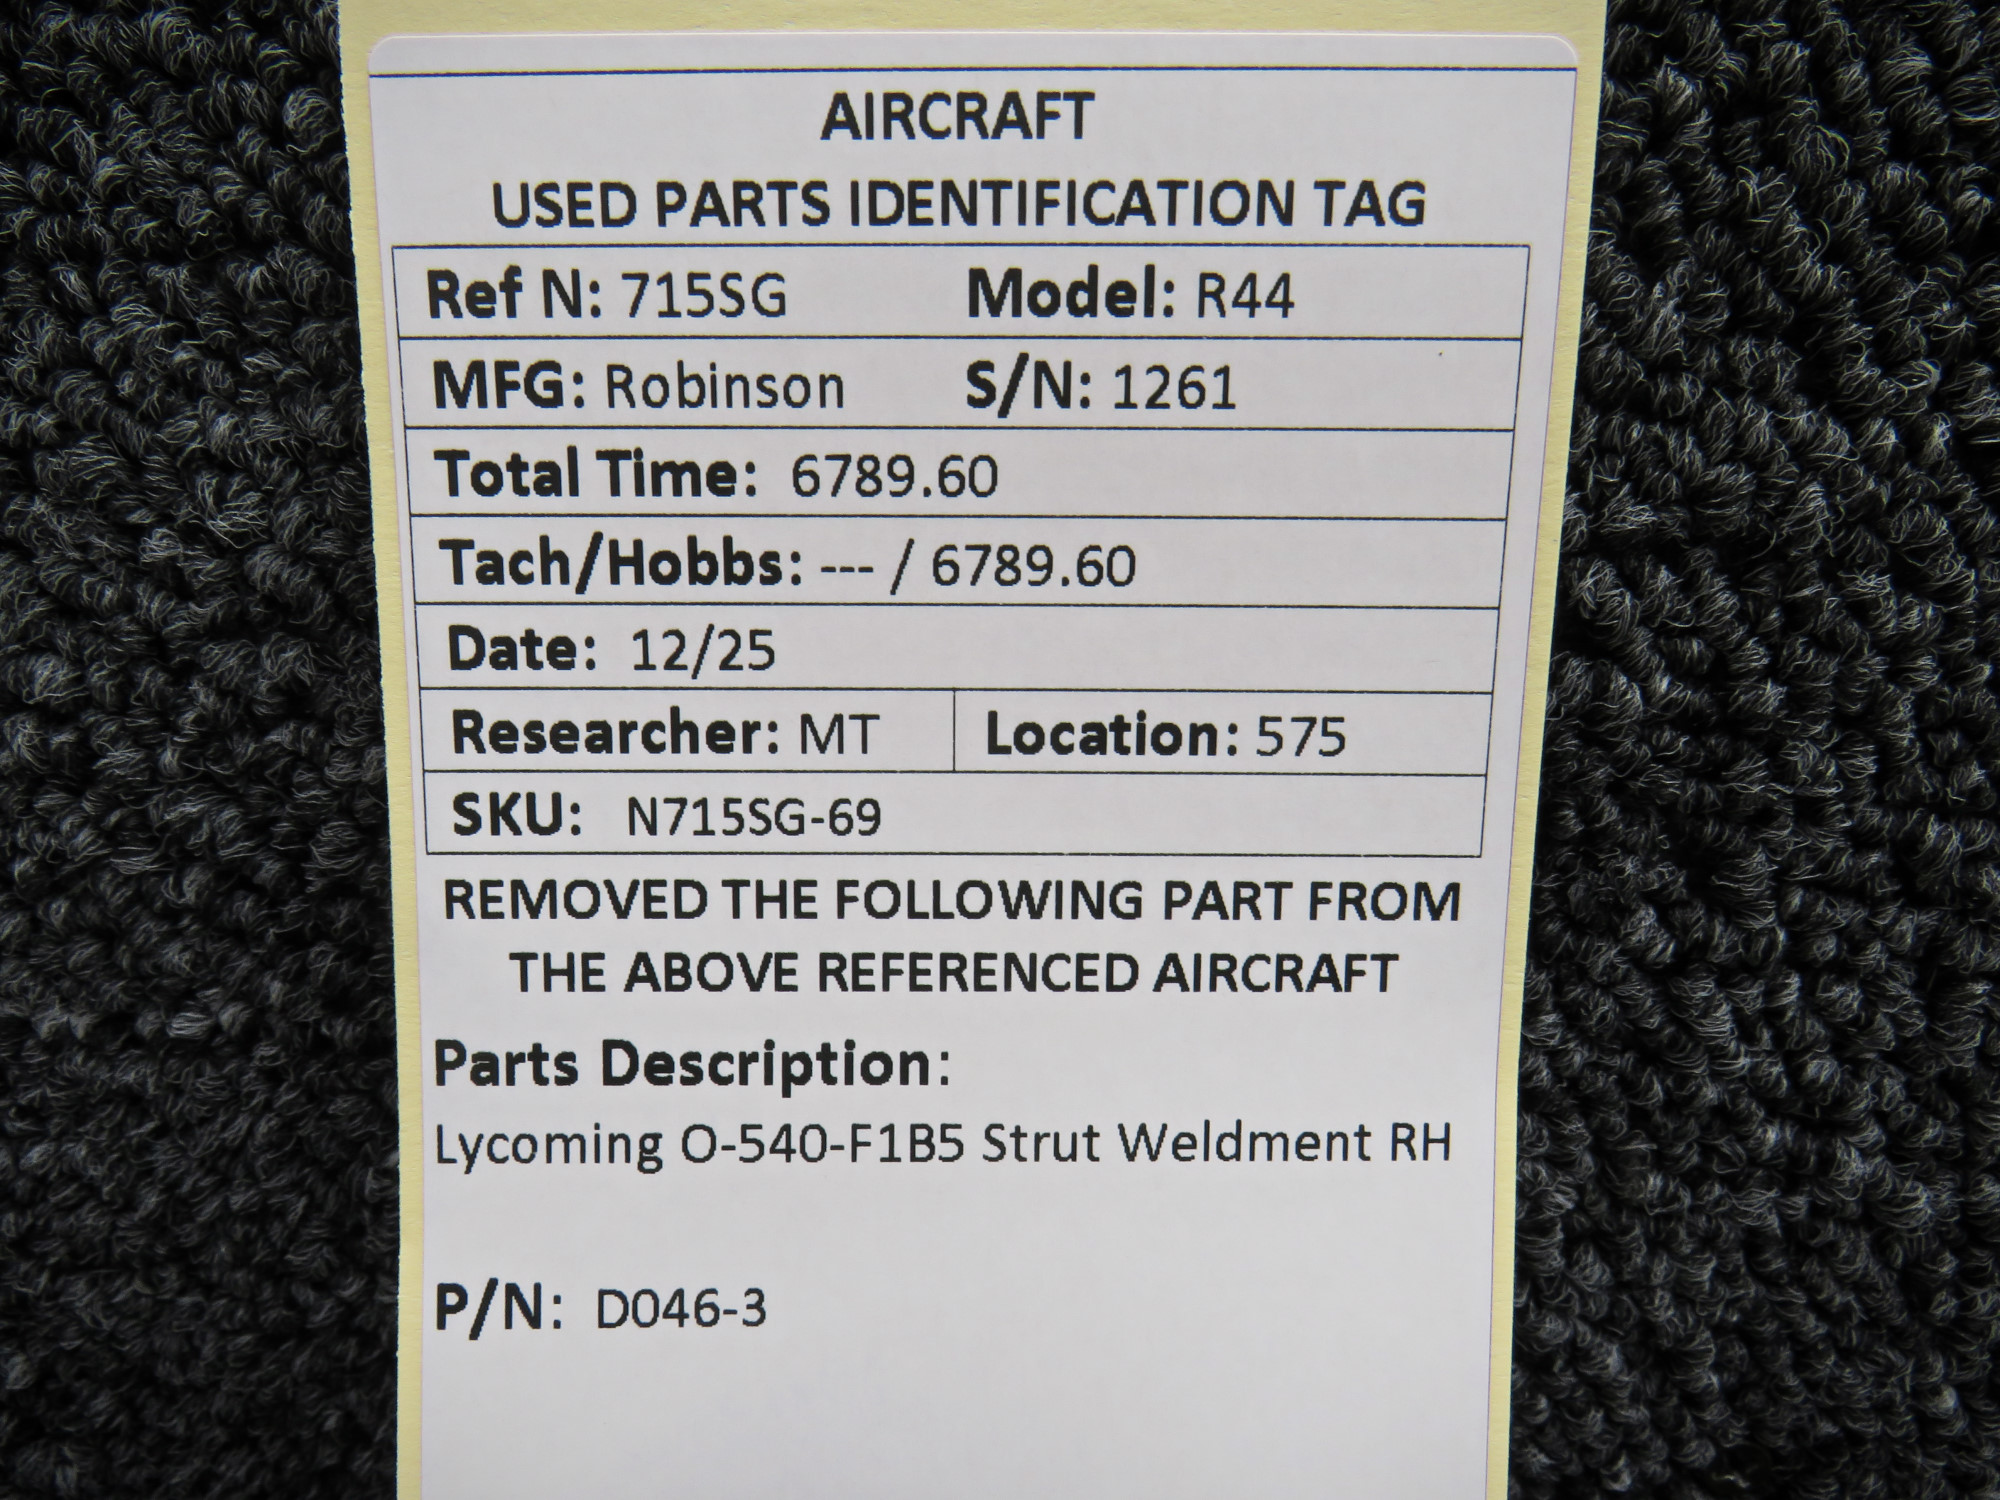 AIRCRAFT
USED PARTS IDENTIFICATION TAG
Ref N: 715SG Model: R44
MFG: Robinson S/N: 1261
Total Time: 6789.60
Tach/Hobbs: --- / 6789.60
Date: 12/25
Researcher: MT Location: 575
SKU: N715SG-69
REMOVED THE FOLLOWING PART FROM
THE ABOVE REFERENCED AIRCRAFT
Parts Description:
Lycoming O-540-F1B5 Strut Weldment RH
P/N: D046-3